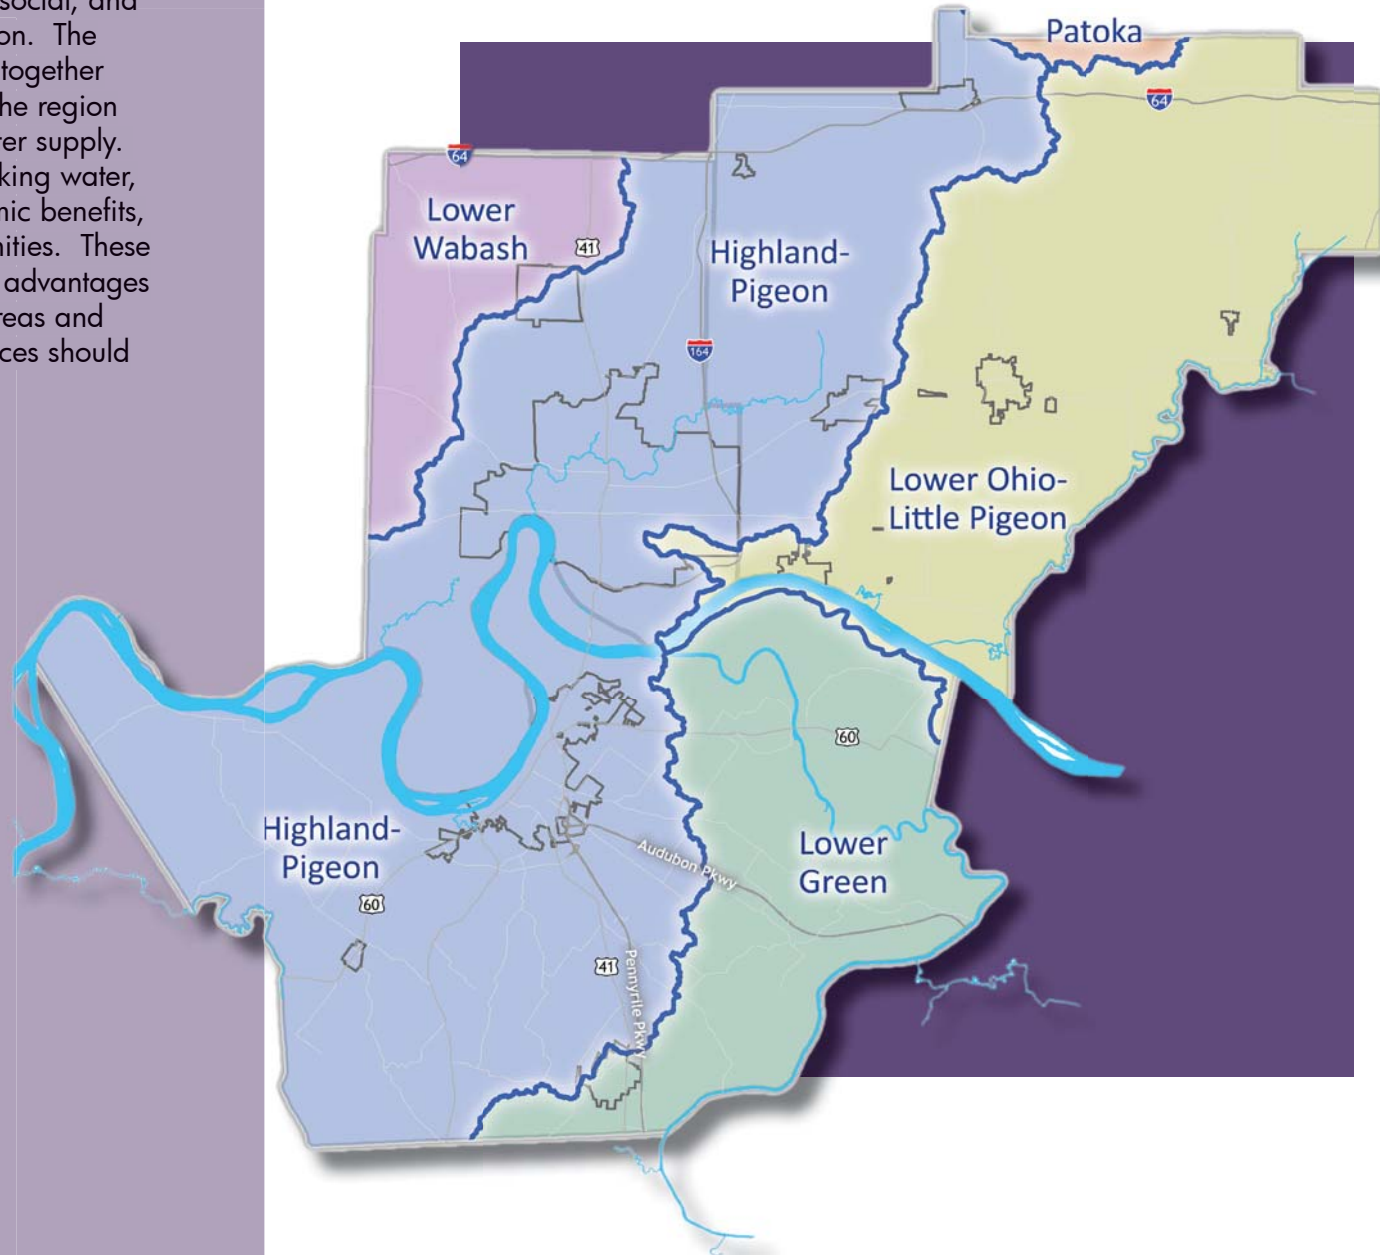 social, and
on. The
together
he region
er supply.
king water,
nic benefits,
nities. These
advantages
reas and
ces should
Patoka
64
64
Lower
Wabash
41
Highland-
Pigeon
164
Lower Ohio-
Little Pigeon
60
Highland-
Pigeon
Audubon Pkwy
Lower
Green
60
41
Pennyrile Pkwy